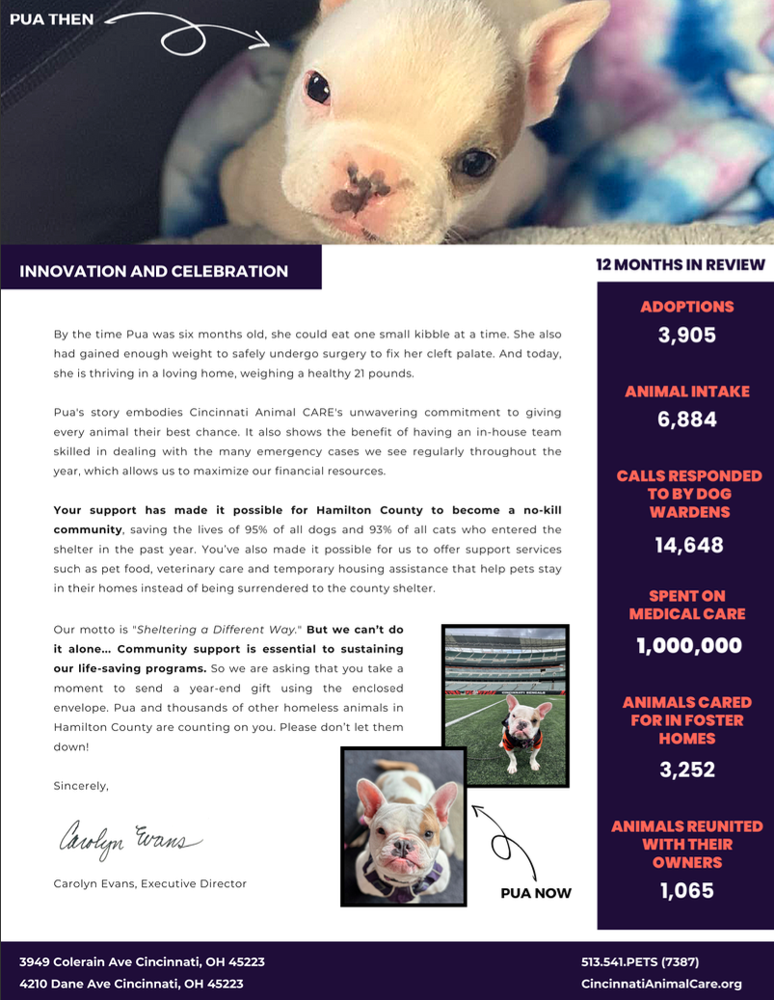 PUA THEN
INNOVATION AND CELEBRATION
By the time Pua was six months old, she could eat one small kibble at a time. She also
had gained enough weight to safely undergo surgery to fix her cleft palate. And today,
she is thriving in a loving home, weighing a healthy 21 pounds.
Pua's story embodies Cincinnati Animal CARE's unwavering commitment to giving
every animal their best chance. It also shows the benefit of having an in-house team
skilled in dealing with the many emergency cases we see regularly throughout the
year, which allows us to maximize our financial resources.
Your support has made it possible for Hamilton County to become a no-kill
community, saving the lives of 95% of all dogs and 93% of all cats who entered the
shelter in the past year. You’ve also made it possible for us to offer support services
such as pet food, veterinary care and temporary housing assistance that help pets stay
in their homes instead of being surrendered to the county shelter.
Our motto is "Sheltering a Different Way." But we can’t do
it alone... Community support is essential to sustaining
our life-saving programs. So we are asking that you take a
moment to send a year-end gift using the enclosed
envelope. Pua and thousands of other homeless animals in
Hamilton County are counting on you. Please don’t let them
down!
Sincerely,
Carolyn Evans
Carolyn Evans, Executive Director
CINCINNATI BENGALS
PUA NOW
12 MONTHS IN REVIEW
ADOPTIONS
3,905
ANIMAL INTAKE
6,884
CALLS RESPONDED
TO BY DOG
WARDENS
14,648
SPENT ON
MEDICAL CARE
1,000,000
ANIMALS CARED
FOR IN FOSTER
HOMES
3,252
ANIMALS REUNITED
WITH THEIR
OWNERS
1,065
3949 Colerain Ave Cincinnati, OH 45223
4210 Dane Ave Cincinnati, OH 45223
513.541.PETS (7387)
CincinnatiAnimalCare.org